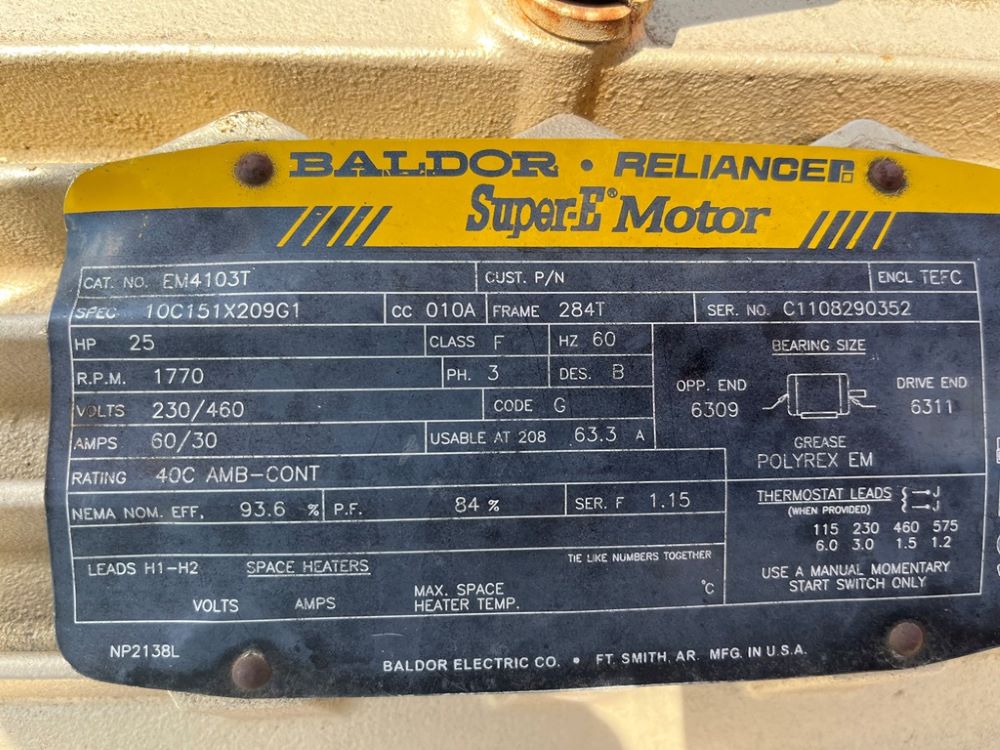 BALDOR • RELIANCER
Super-E® Motor
CAT. NO. EM4103T CUST. P/N ENCL TEFC
SPEC 10C151X209G1 CC 010A FRAME 284T SER. NO. C1108290352
HP 25 CLASS F HZ 60
R.P.M. 1770 PH. 3 DES. B
VOLTS 230/460 CODE G
AMPS 60/30 USABLE AT 208 63.3 A
RATING 40C AMB-CONT
NEMA NOM. EFF, 93.6 % P.F. 84 % SER. F 1.15
BEARING SIZE
OPP. END DRIVE END
6309 6311
GREASE
POLYREX EM
THERMOSTAT LEADS J
(WHEN PROVIDED) J
115 230 460 575
6.0 3.0 1.5 1.2
USE A MANUAL MOMENTARY
START SWITCH ONLY
TIE LIKE NUMBERS TOGETHER
LEADS H1-H2 SPACE HEATERS
VOLTS AMPS MAX. SPACE HEATER TEMP. °C
NP2138L
BALDOR ELECTRIC CO. • FT. SMITH, AR. MFG. IN U.S.A.